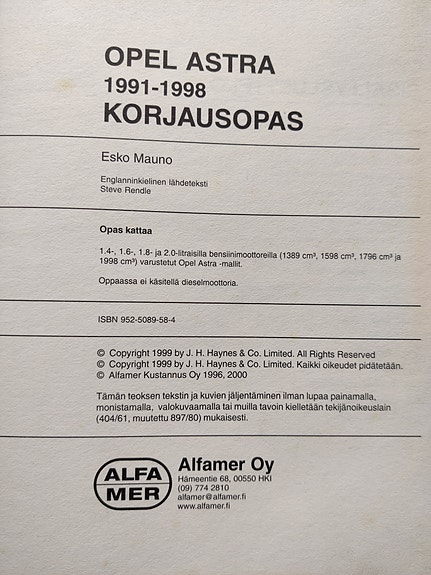 OPEL ASTRA
1991-1998
KORJAUSOPAS
Esko Mauno
Englanninkielinen lähdeteksti
Steve Rendle
Opas kattaa
1.4-, 1.6-, 1.8- ja 2.0-litraisilla bensiinimoottoreilla (1389 cm³, 1598 cm³, 1796 cm³ ja
1998 cm³) varustetut Opel Astra -mallit.
Oppaassa ei käsitellä dieselmoottoria.
ISBN 952-5089-58-4
© Copyright 1999 by J. H. Haynes & Co. Limited. All Rights Reserved
© Copyright 1999 by J. H. Haynes & Co. Limited. Kaikki oikeudet pidätetään.
© Alfamer Kustannus Oy 1996, 2000
Tämän teoksen tekstin ja kuvien jäljentäminen ilman lupaa painamalla,
monistamalla, valokuvaamalla tai muilla tavoin kielletään tekijänoikeuslain
(404/61, muutettu 897/80) mukaisesti.
ALFA
MER
Alfamer Oy
Hämeentie 68, 00550 HKI
(09) 774 2810
alfamer@alfamer.fi
www.alfamer.fi